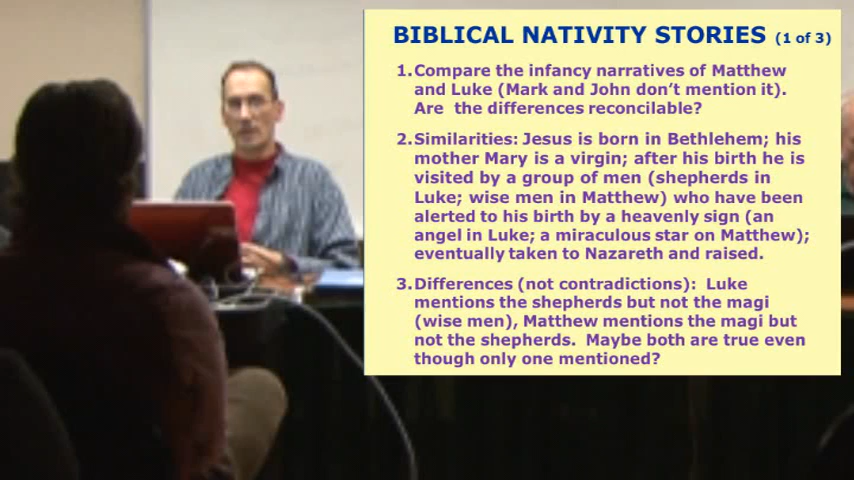 BIBLICAL NATIVITY STORIES (1 of 3)
1. Compare the infancy narratives of Matthew
and Luke (Mark and John don't mention it).
Are the differences reconcilable?
2. Similarities: Jesus is born in Bethlehem; his
mother Mary is a virgin; after his birth he is
visited by a group of men (shepherds in
Luke; wise men in Matthew) who have been
alerted to his birth by a heavenly sign (an
angel in Luke; a miraculous star on Matthew);
eventually taken to Nazareth and raised.
3. Differences (not contradictions): Luke
mentions the shepherds but not the magi
(wise men), Matthew mentions the magi but
not the shepherds. Maybe both are true even
though only one mentioned?